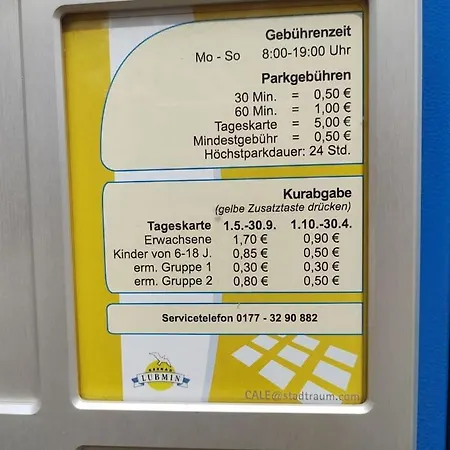 Gebührenzeit
Mo - So 8:00-19:00 Uhr
Parkgebühren
30 Min. = 0,50 €
60 Min. = 1,00 €
Tageskarte = 5,00 €
Mindestgebühr = 0,50 €
Höchstparkdauer: 24 Std.
Kurabgabe
(gelbe Zusatztaste drücken)
Tageskarte 1.5.-30.9. 1.10.-30.4.
Erwachsene 1,70 € 0,90 €
Kinder von 6-18 J. 0,85 € 0,50 €
erm. Gruppe 1 0,30 € 0,30 €
erm. Gruppe 2 0,80 € 0,50 €
Servicetelefon 0177 - 32 90 882
LUBMIN
CALE@stadtraum.com